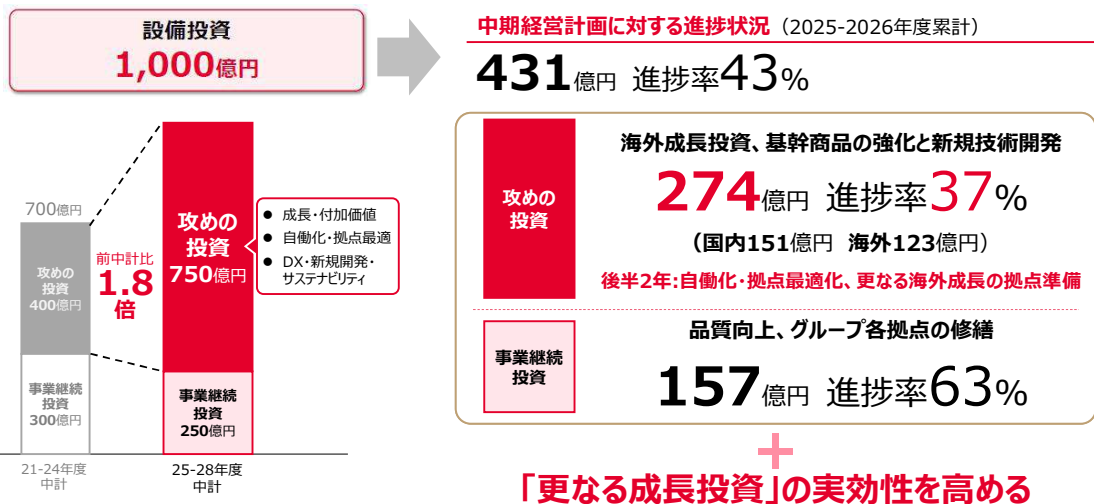 設備投資
1,000億円
中期経営計画に対する進捗状況（2025-2026年度累計）
431億円 進捗率43%
700億円
攻めの
投資
400億円
事業継続
投資
300億円
21-24年度
中計
前中計比
1.8
倍
攻めの
投資
750億円
事業継続
投資
250億円
25-28年度
中計
● 成長・付加価値
● 自働化・拠点最適
● DX・新規開発・
サステナビリティ
攻めの
投資
海外成長投資、基幹商品の強化と新規技術開発
274億円 進捗率37%
（国内151億円 海外123億円）
後半2年:自働化・拠点最適化、更なる海外成長の拠点準備
事業継続
投資
品質向上、グループ各拠点の修繕
157億円 進捗率63%
+
「更なる成長投資」の実効性を高める